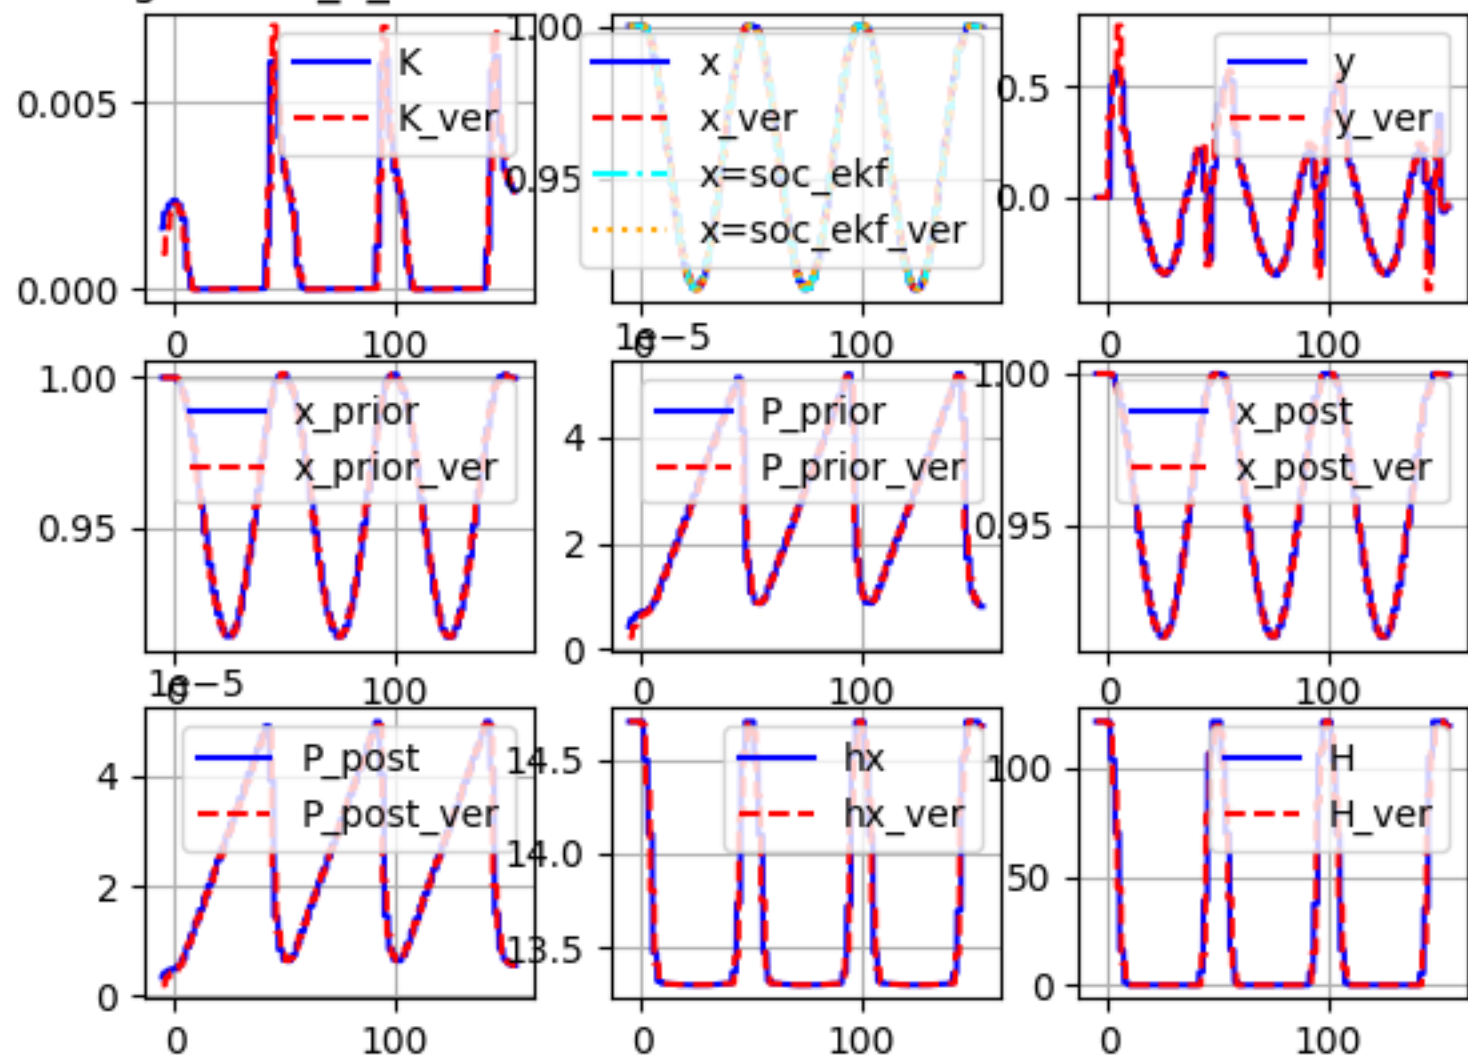 K
K_ver
0.005
0.000
0
100
x
x_ver
x=soc_ekf
x=soc_ekf_ver
1.00
0.95
0
100
y
y_ver
0.5
0.0
0
100
x_prior
x_prior_ver
1.00
0.95
0
100
1e−5
P_prior
P_prior_ver
4
2
0
0
100
x_post
x_post_ver
1.00
0.95
0
100
1e−5
P_post
P_post_ver
4
2
0
0
100
hx
hx_ver
14.5
14.0
13.5
0
100
H
H_ver
100
50
0
0
100